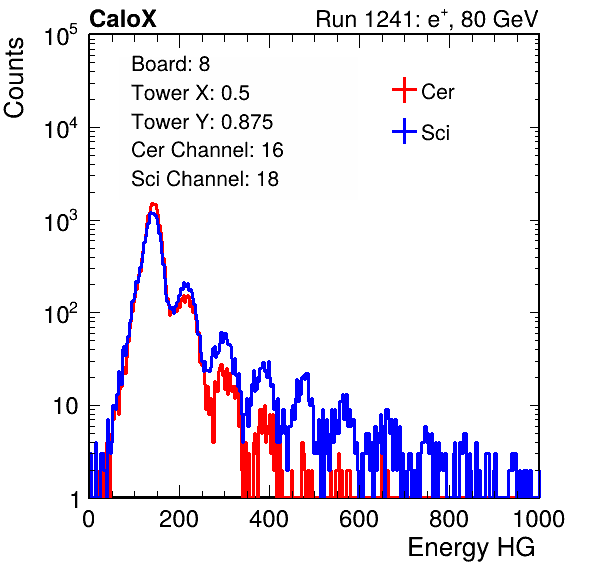 CaloX Run 1241: e⁺, 80 GeV
Counts
10⁵
10⁴
10³
10²
10
1
Board: 8
Tower X: 0.5
Tower Y: 0.875
Cer Channel: 16
Sci Channel: 18
Cer
Sci
0 200 400 600 800 1000
Energy HG